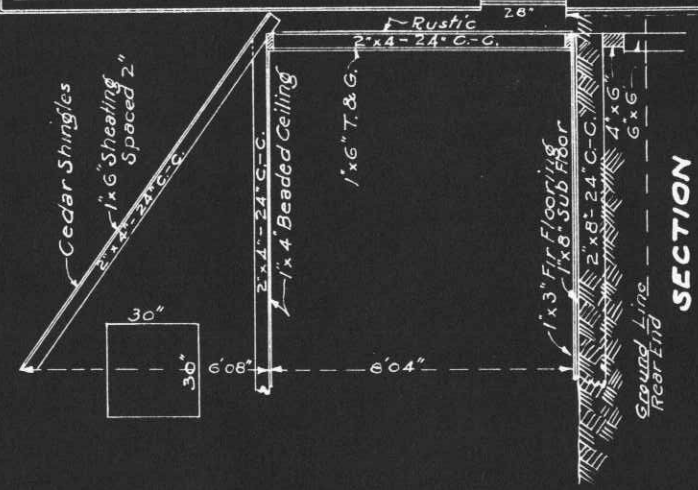 28"
Rustic
2"x4"-24" C.-C.
1"x6" T. & G.
Cedar Shingles
1"x6" Sheating
Spaced 2"
2"x4"-24" C.-C.
2"x4"-24" C.-C.
1"x4" Beaded Ceiling
30"
30"
6'08"
8'04"
1"x3" Fir Flooring
1"x8" Sub Floor
2"x8"-24" C.-C.
4"x6"
6"x6"
Ground Line
Rear End
SECTION